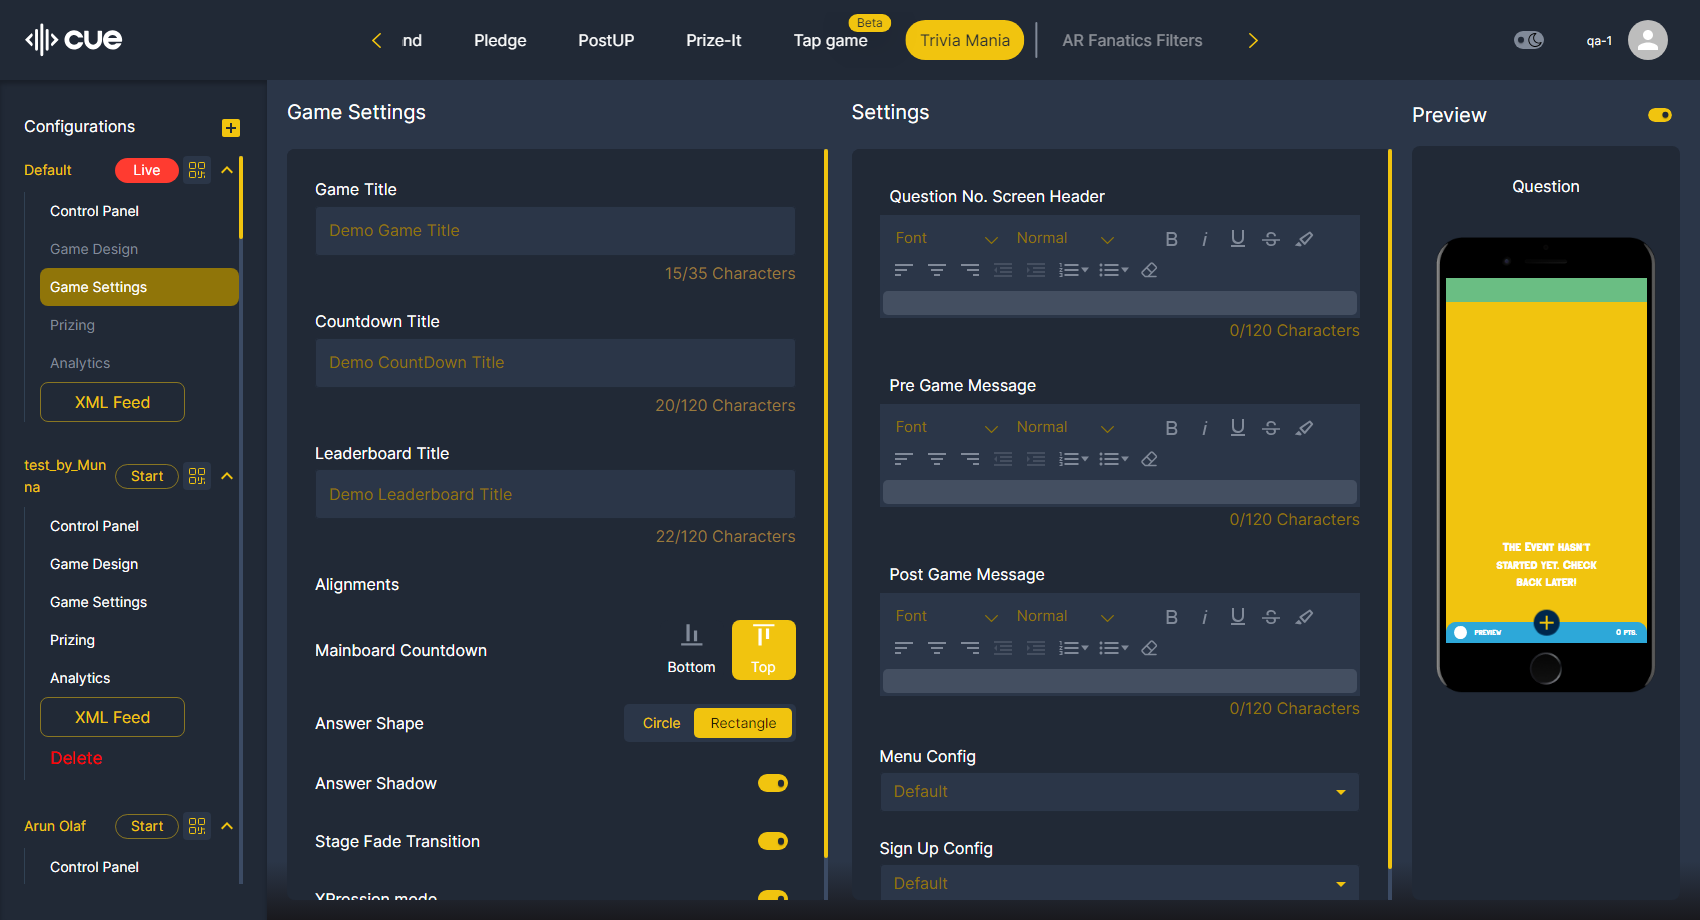 cue
nd
Pledge
PostUP
Prize-It
Tap game
Beta
Trivia Mania
AR Fanatics Filters
qa-1
Configurations
Default
Live
Control Panel
Game Design
Game Settings
Prizing
Analytics
XML Feed
test_by_Mun
na
Start
Control Panel
Game Design
Game Settings
Prizing
Analytics
XML Feed
Delete
Arun Olaf
Start
Control Panel
Game Settings
Game Title
Demo Game Title
15/35 Characters
Countdown Title
Demo CountDown Title
20/120 Characters
Leaderboard Title
Demo Leaderboard Title
22/120 Characters
Alignments
Mainboard Countdown
Bottom
Top
Answer Shape
Circle
Rectangle
Answer Shadow
Stage Fade Transition
XPression mode
Settings
Question No. Screen Header
Font
Normal
B i U S
0/120 Characters
Pre Game Message
Font
Normal
B i U S
0/120 Characters
Post Game Message
Font
Normal
B i U S
0/120 Characters
Menu Config
Default
Sign Up Config
Default
Preview
Question
The Event hasn't
started yet. Check
back later!
PREVIEW
0 PTS.